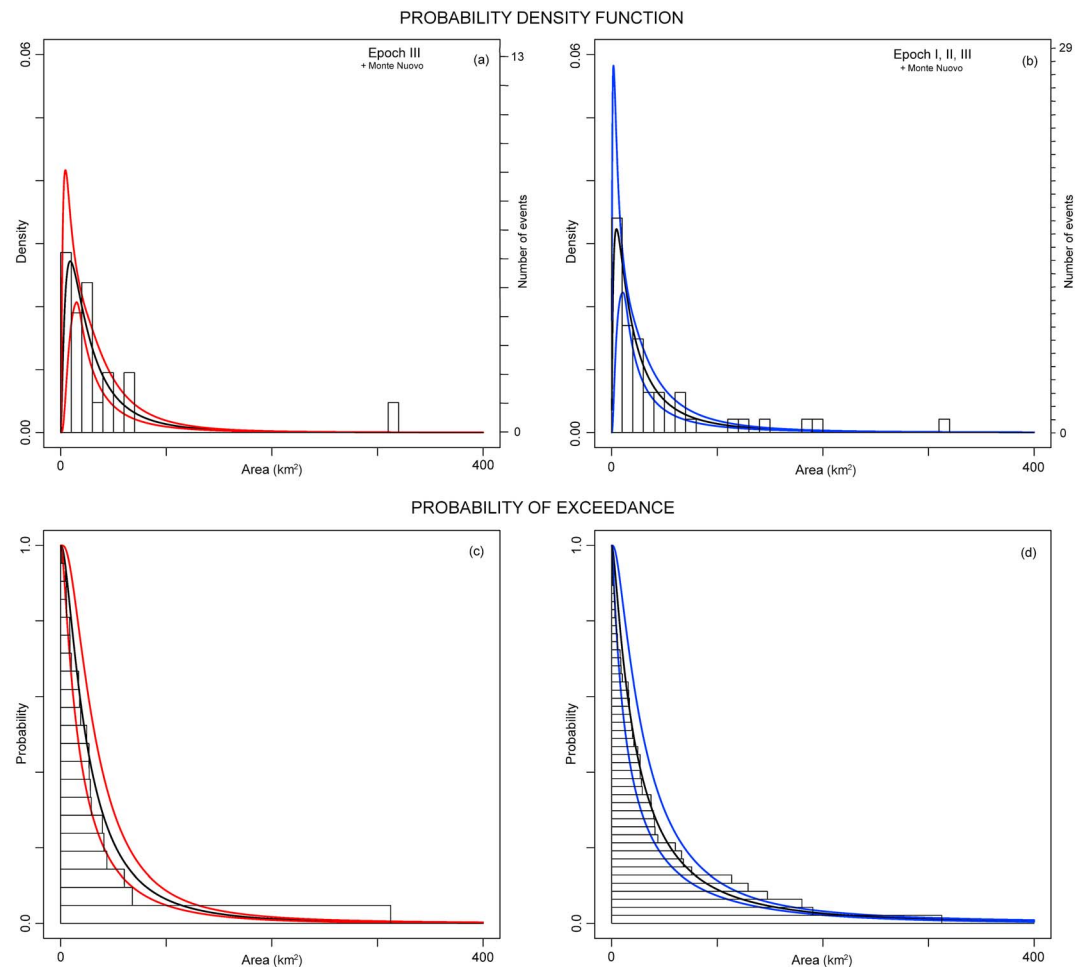 PROBABILITY DENSITY FUNCTION
0.06
Density
0.00
Epoch III
+ Monte Nuovo
(a)
13
Number of events
0
0
Area (km²)
400
0.06
Density
0.00
Epoch I, II, III
+ Monte Nuovo
(b)
29
Number of events
0
0
Area (km²)
400
PROBABILITY OF EXCEEDANCE
1.0
Probability
0.0
(c)
0
Area (km²)
400
1.0
Probability
0.0
(d)
0
Area (km²)
400